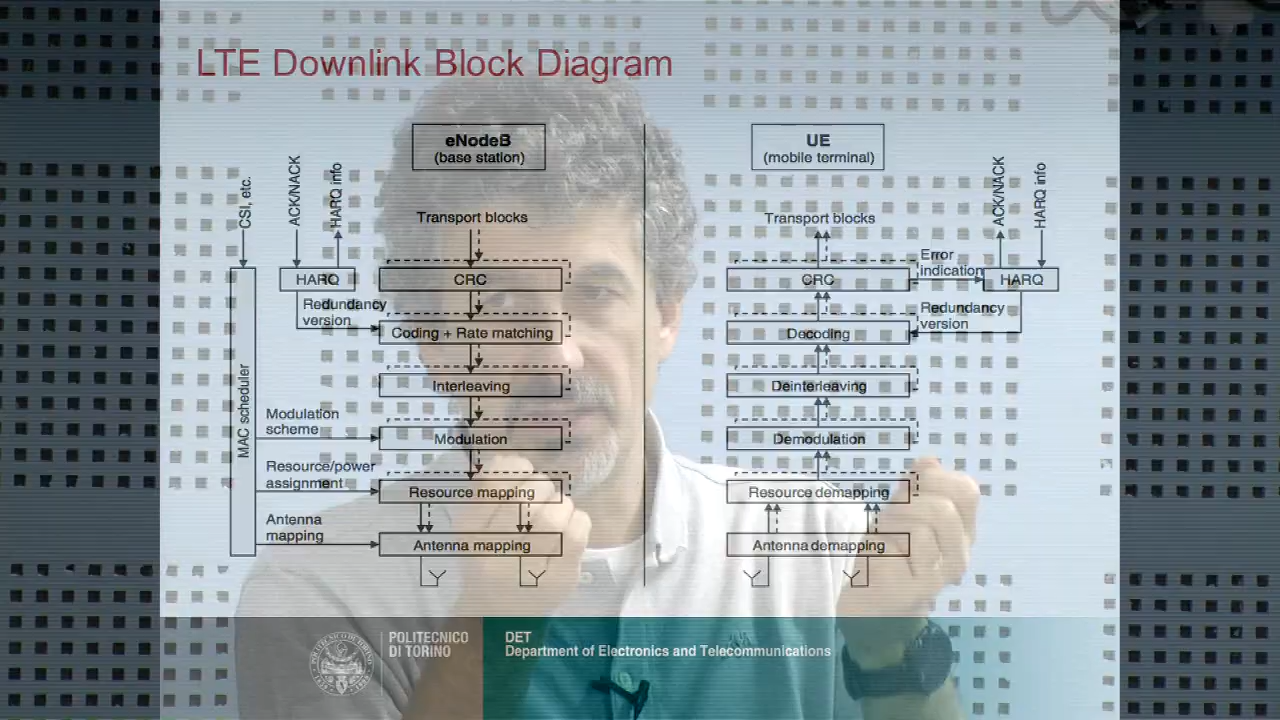 LTE Downlink Block Diagram
eNodeB
(base station)
UE
(mobile terminal)
CSI, etc.
ACK/NACK
HARQ info
Transport blocks
Transport blocks
ACK/NACK
HARQ info
HARQ
CRC
CRC
Error
indication
HARQ
Redundancy
version
Coding + Rate matching
Decoding
Redundancy
version
Interleaving
Deinterleaving
MAC scheduler
Modulation
scheme
Modulation
Demodulation
Resource/power
assignment
Resource mapping
Resource demapping
Antenna
mapping
Antenna mapping
Antenna demapping
POLITECNICO
DI TORINO
DET
Department of Electronics and Telecommunications